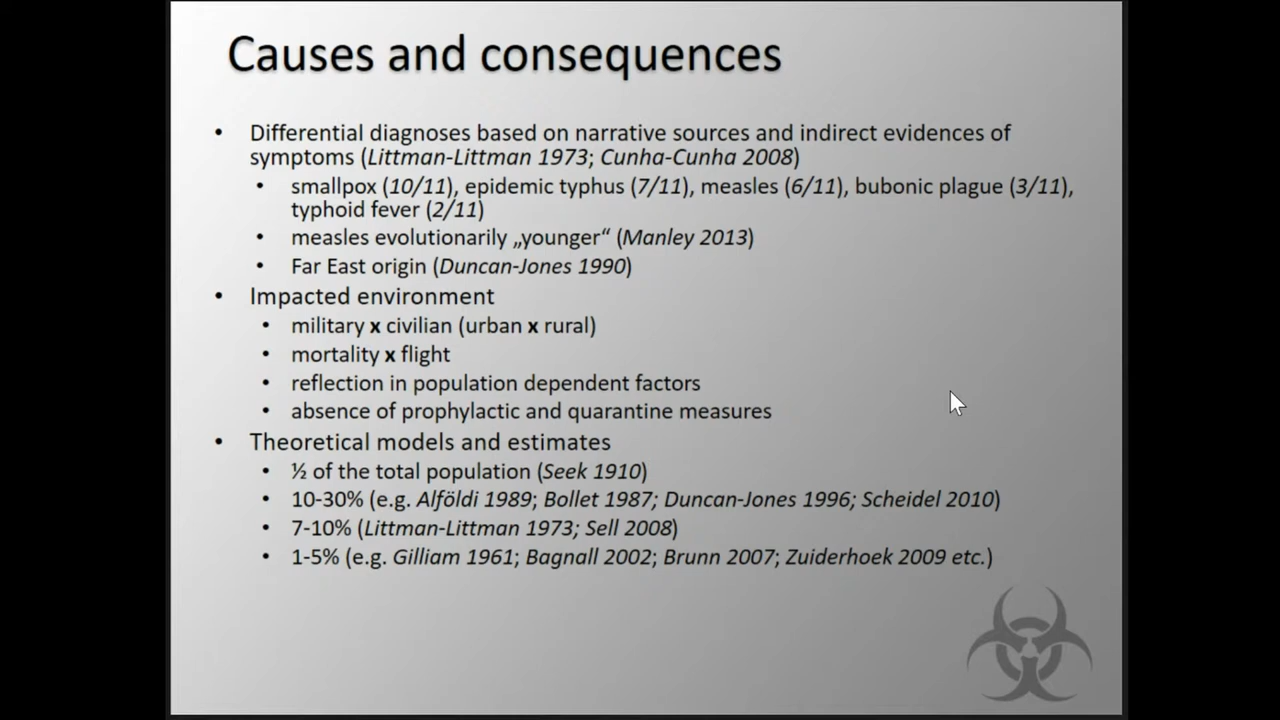 Causes and consequences
• Differential diagnoses based on narrative sources and indirect evidences of
symptoms (Littman-Littman 1973; Cunha-Cunha 2008)
• smallpox (10/11), epidemic typhus (7/11), measles (6/11), bubonic plague (3/11),
typhoid fever (2/11)
• measles evolutionarily „younger“ (Manley 2013)
• Far East origin (Duncan-Jones 1990)
• Impacted environment
• military x civilian (urban x rural)
• mortality x flight
• reflection in population dependent factors
• absence of prophylactic and quarantine measures
• Theoretical models and estimates
• ½ of the total population (Seek 1910)
• 10-30% (e.g. Alföldi 1989; Bollet 1987; Duncan-Jones 1996; Scheidel 2010)
• 7-10% (Littman-Littman 1973; Sell 2008)
• 1-5% (e.g. Gilliam 1961; Bagnall 2002; Brunn 2007; Zuiderhoek 2009 etc.)